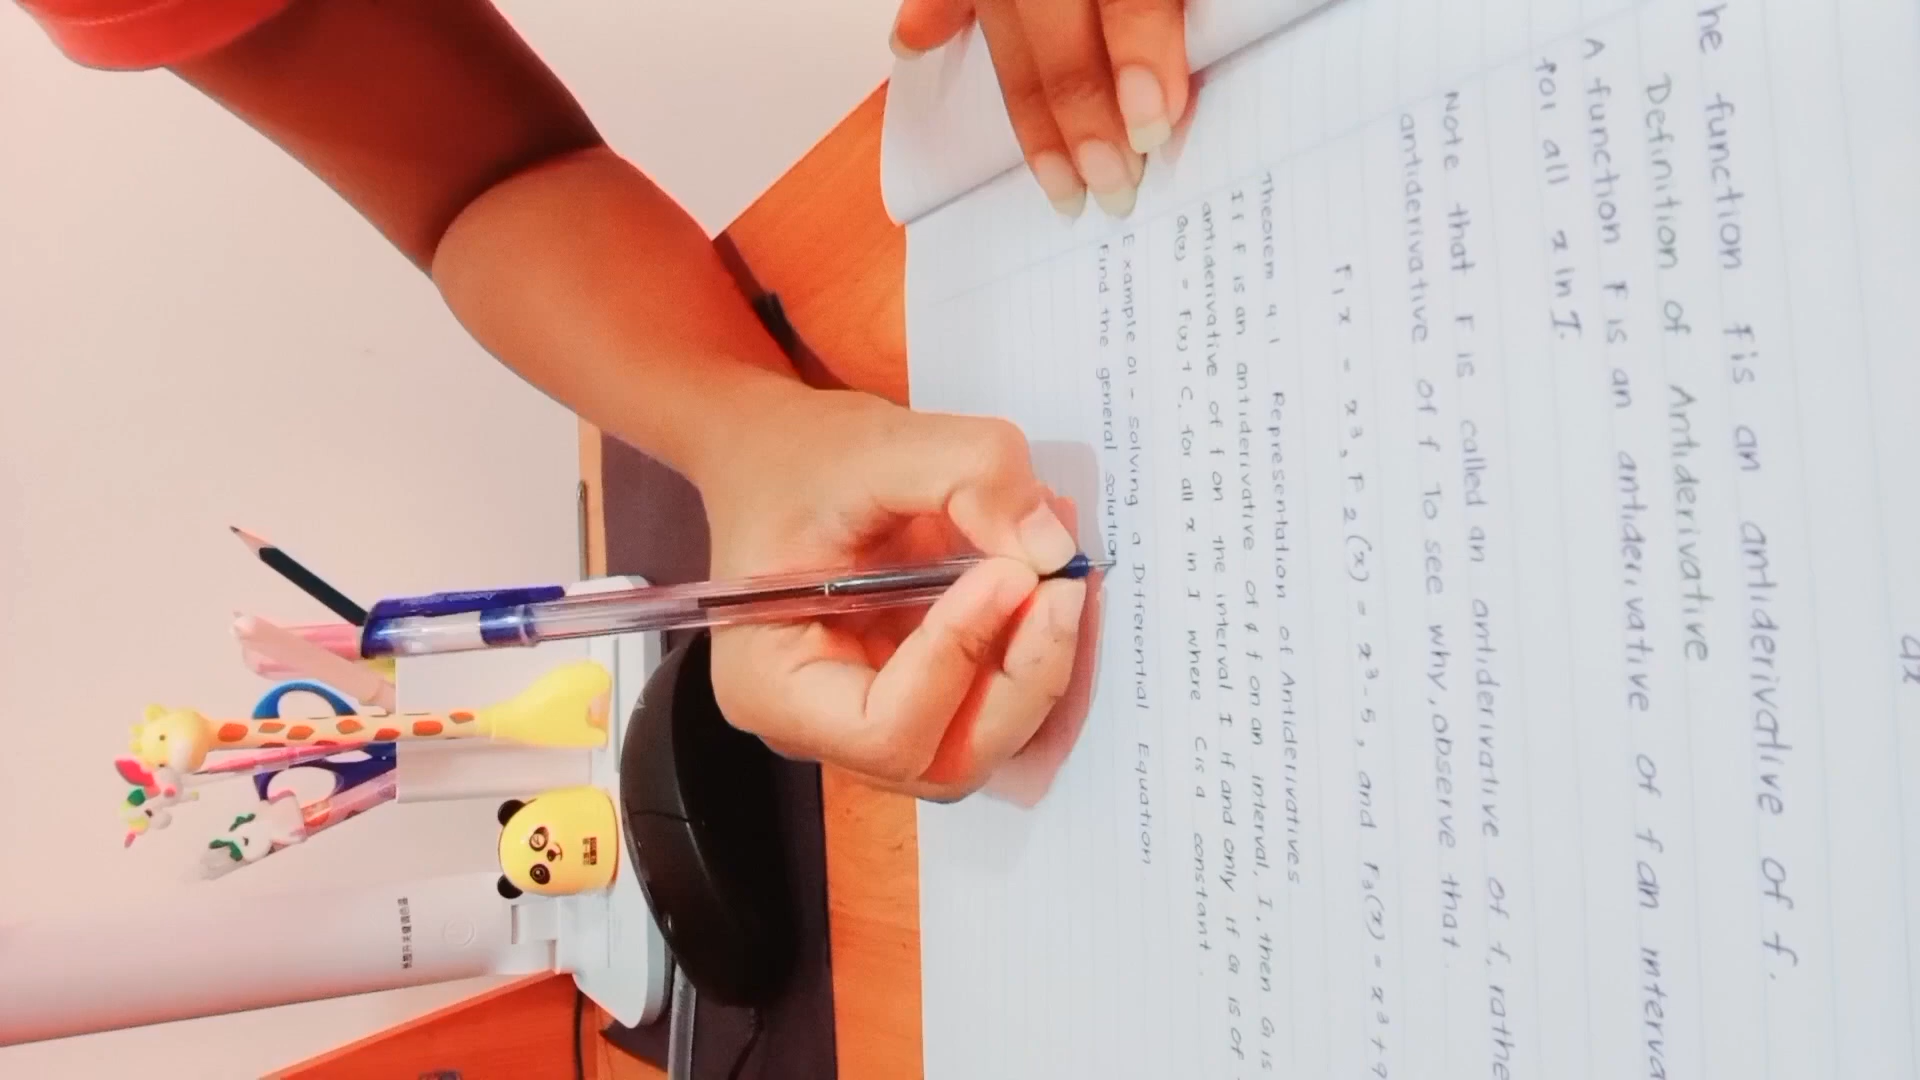 dx
he function F is an antiderivative of f.
Definition of Antiderivative
A function F is an antiderivative of f an interva
for all x in I.
Note that F is called an antiderivative of f, rathe
antiderivative of f To see why, observe that
F1 x = x3, F2(x) = x3-5, and F3(x) = x3+9
Theorem 4 1 Representation of Antiderivatives
If f is an antiderivative of f on an interval, I, then G is
antiderivative of f on the interval I if and only if G is of
G(x) = F(x) + C, for all x in I where C is a constant.
Example 01 - Solving a Differential Equation
Find the general solution